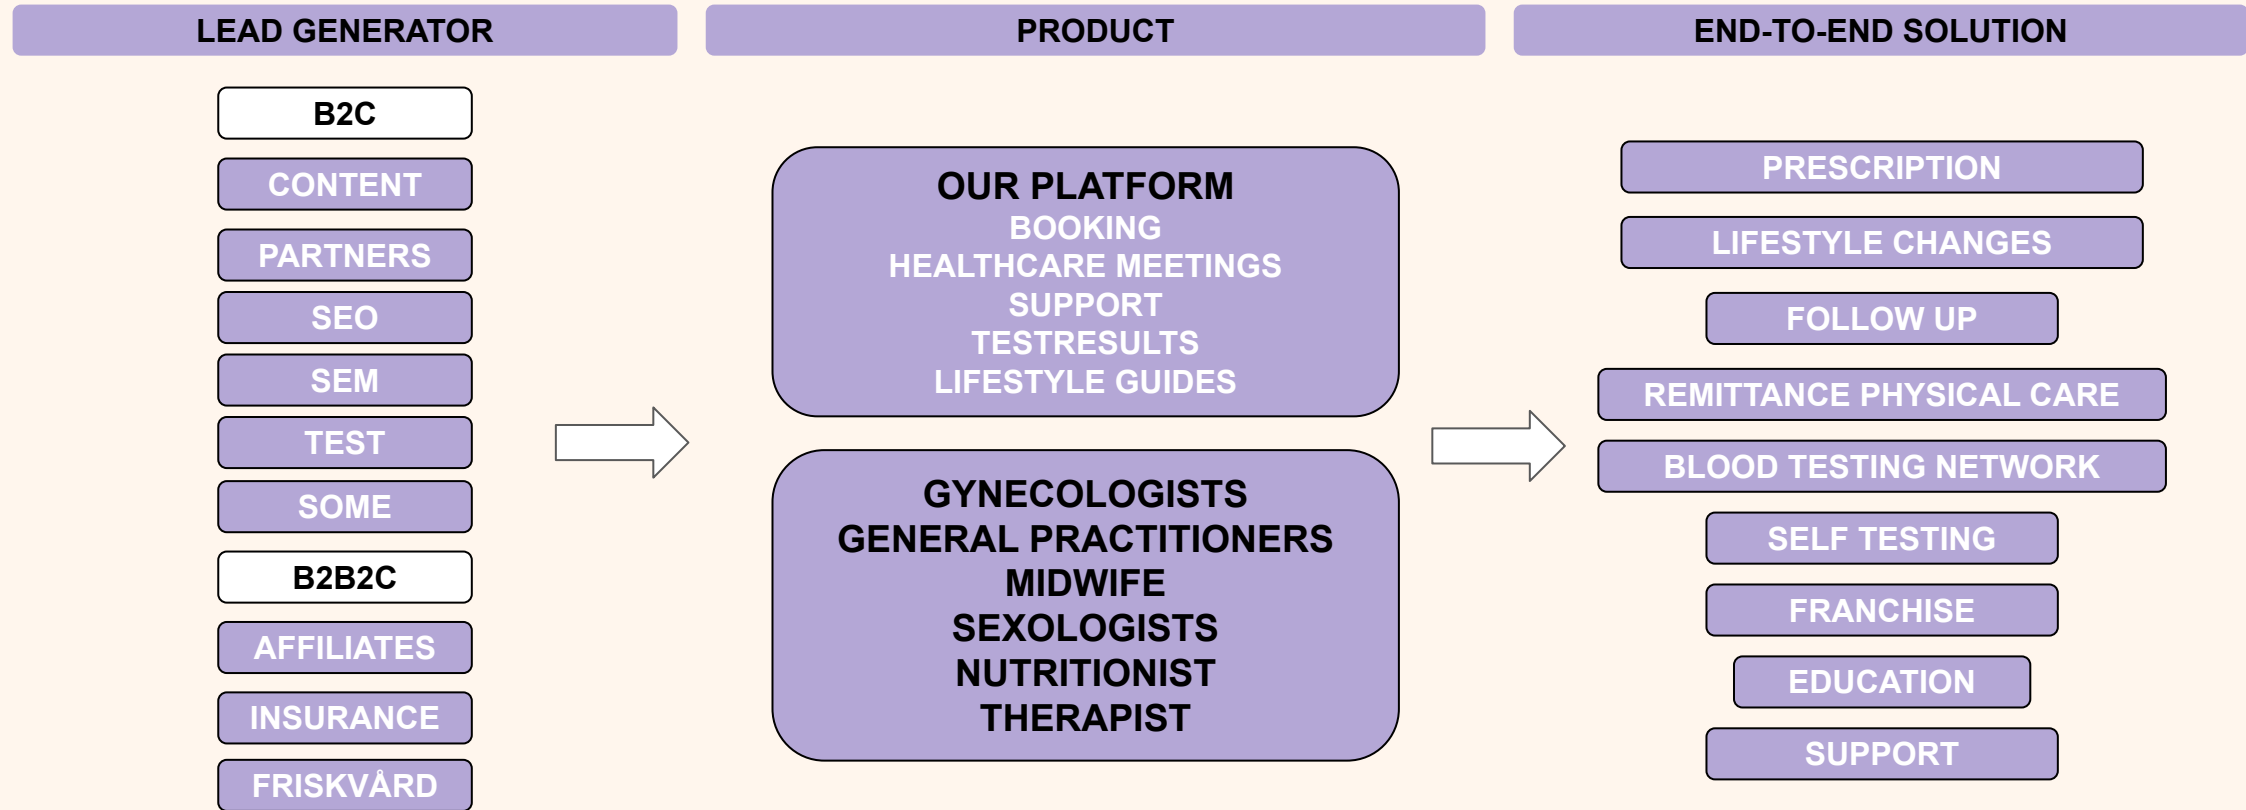 LEAD GENERATOR
B2C
CONTENT
PARTNERS
SEO
SEM
TEST
SOME
B2B2C
AFFILIATES
INSURANCE
FRISKVÅRD
PRODUCT
OUR PLATFORM
BOOKING
HEALTHCARE MEETINGS
SUPPORT
TESTRESULTS
LIFESTYLE GUIDES
GYNECOLOGISTS
GENERAL PRACTITIONERS
MIDWIFE
SEXOLOGISTS
NUTRITIONIST
THERAPIST
END-TO-END SOLUTION
PRESCRIPTION
LIFESTYLE CHANGES
FOLLOW UP
REMITTANCE PHYSICAL CARE
BLOOD TESTING NETWORK
SELF TESTING
FRANCHISE
EDUCATION
SUPPORT